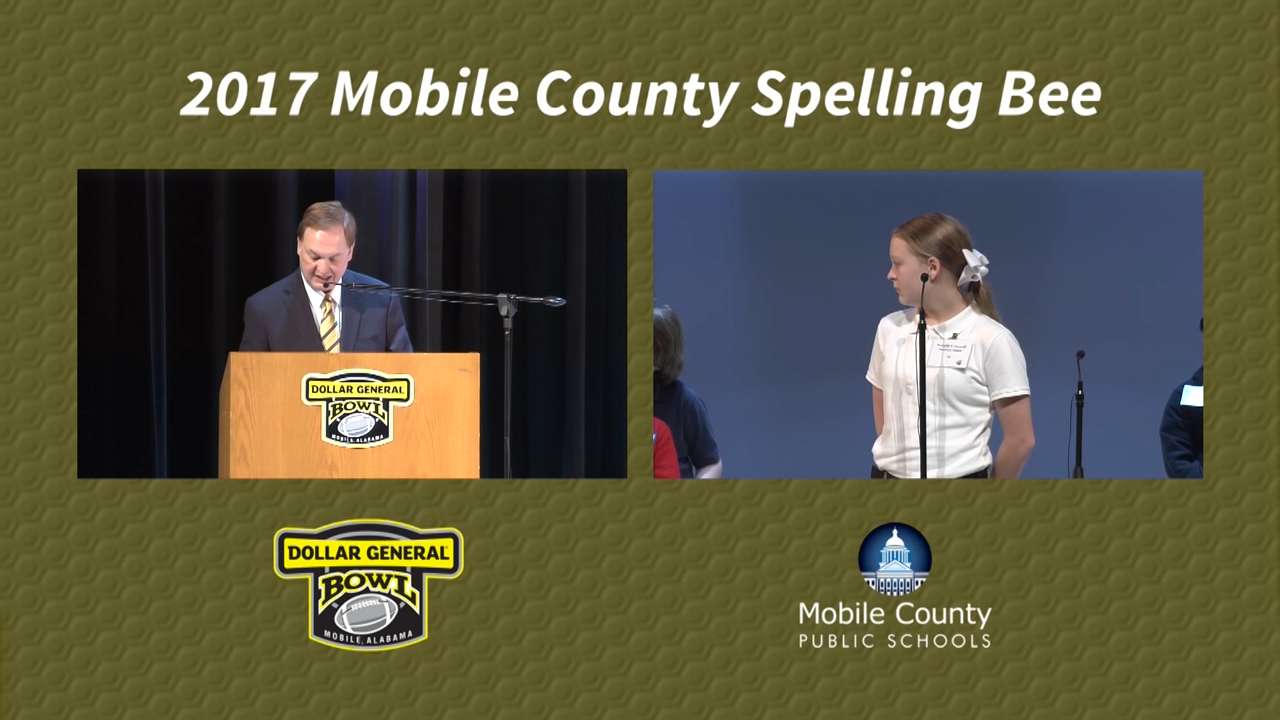 2017 Mobile County Spelling Bee
DOLLAR GENERAL
BOWL
MOBILE, ALABAMA
DOLLAR GENERAL
BOWL
MOBILE, ALABAMA
Mobile County
PUBLIC SCHOOLS